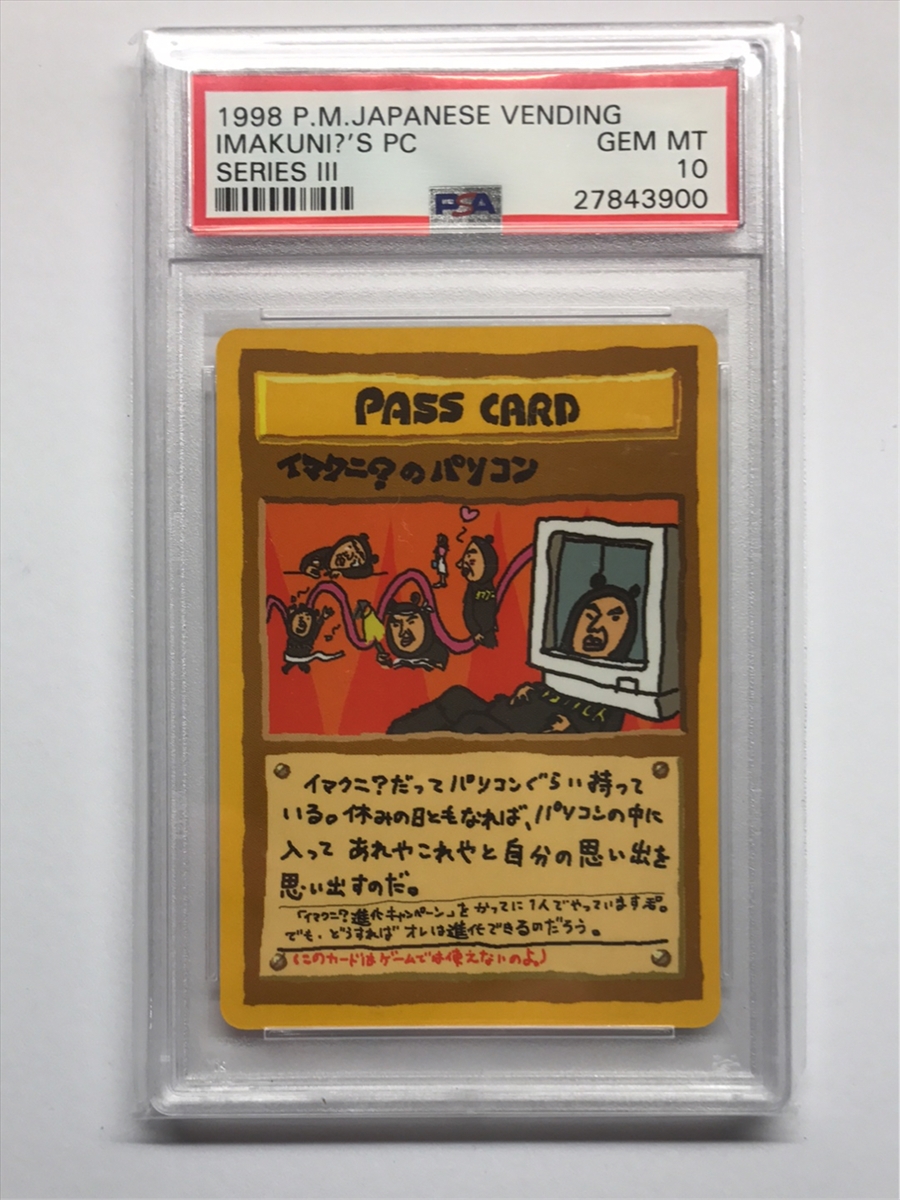 1998 P.M.JAPANESE VENDING
IMAKUNI?'S PC GEM MT
SERIES III 10
PSA 27843900
PASS CARD
イマクニ?のパソコン
イマクニ?だってパソコンぐらい持って
いる。休みの日ともなれば、パソコンの中に
入って あれやこれやと自分の思い出を
思い出すのだ。
「イマクニ?進化キャンペーン」をかってに1人でやっていますぞ。
でも、どうすればオレは進化できるのだろう。
(このカードはゲームでは使えないのよ。)